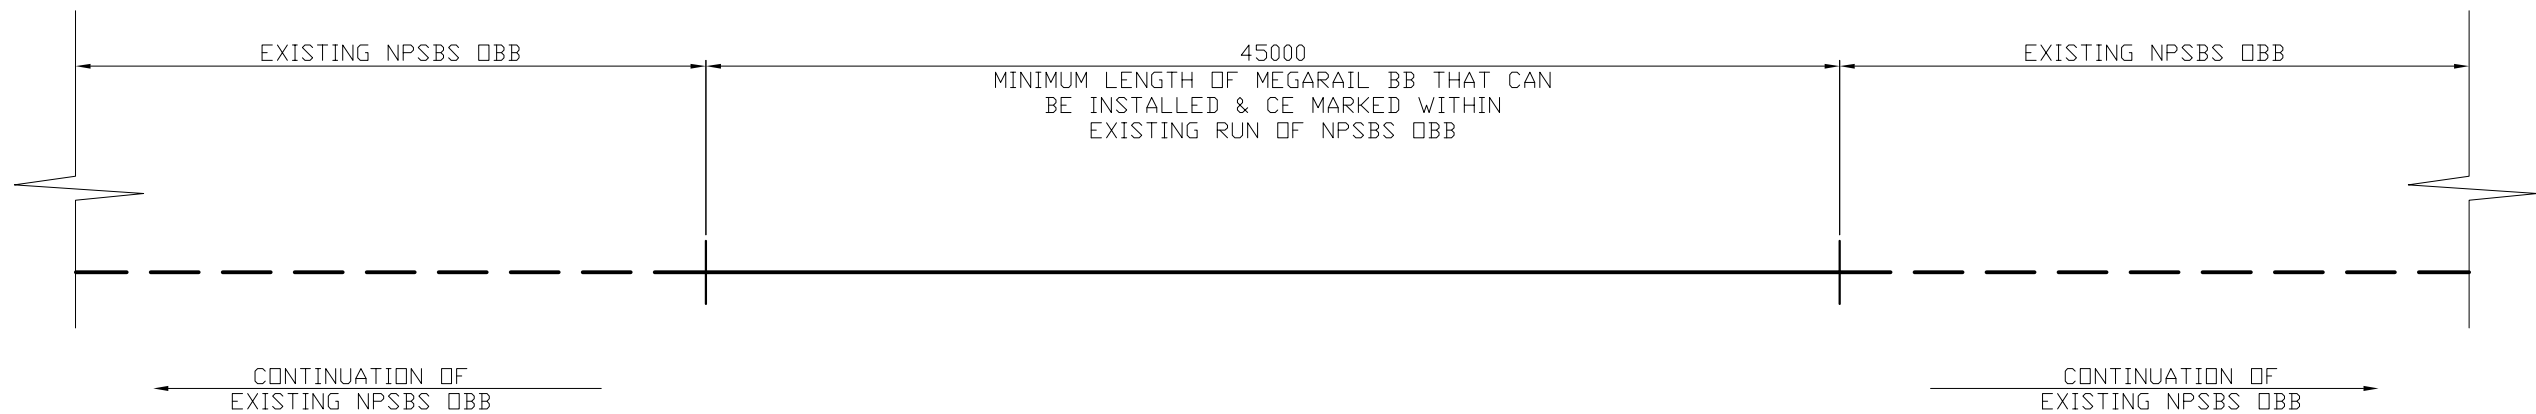 EXISTING NPSBS OBB
45000
EXISTING NPSBS OBB
MINIMUM LENGTH OF MEGARAIL BB THAT CAN
BE INSTALLED & CE MARKED WITHIN
EXISTING RUN OF NPSBS OBB
CONTINUATION OF
EXISTING NPSBS OBB
CONTINUATION OF
EXISTING NPSBS OBB